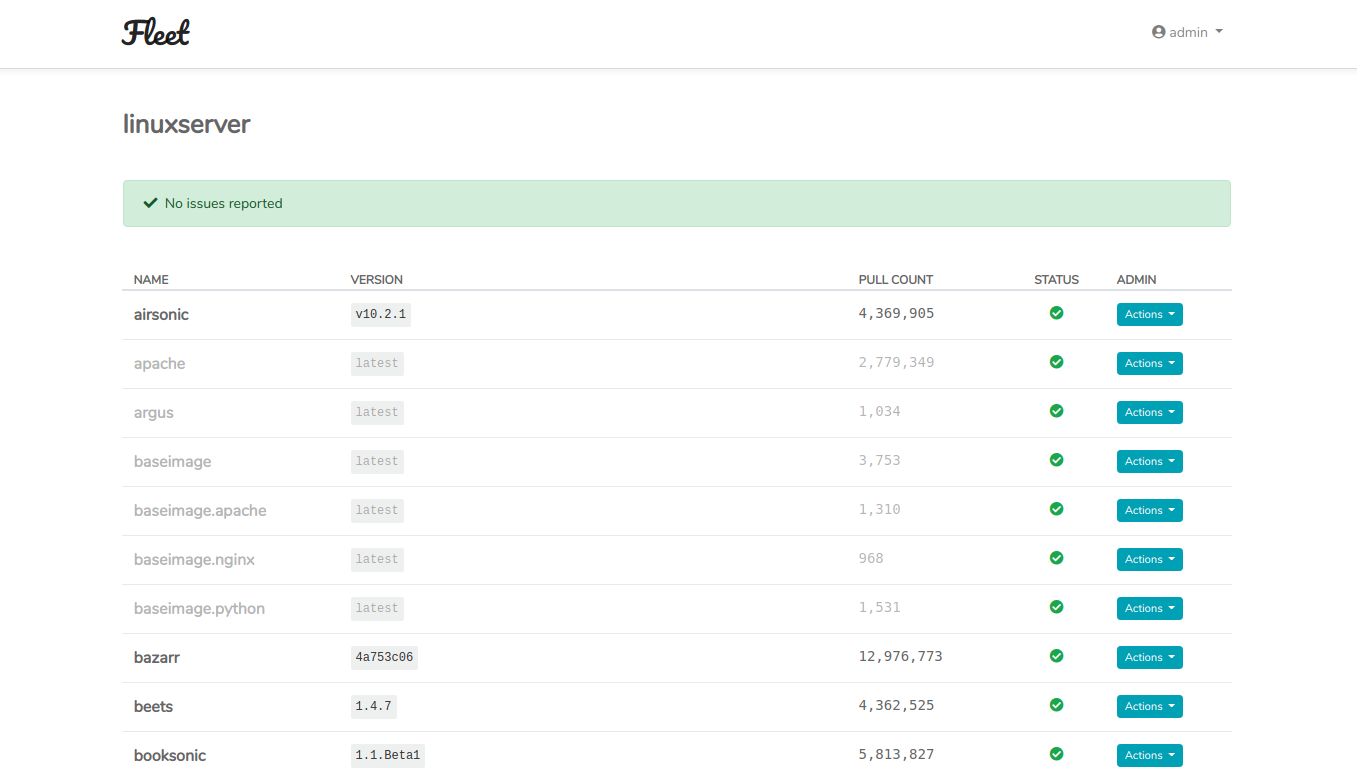 Fleet
admin
linuxserver
No issues reported
NAME VERSION PULL COUNT STATUS ADMIN
airsonic v10.2.1 4,369,905 Actions
apache latest 2,779,349 Actions
argus latest 1,034 Actions
baseimage latest 3,753 Actions
baseimage.apache latest 1,310 Actions
baseimage.nginx latest 968 Actions
baseimage.python latest 1,531 Actions
bazarr 4a753c06 12,976,773 Actions
beets 1.4.7 4,362,525 Actions
booksonic 1.1.Beta1 5,813,827 Actions